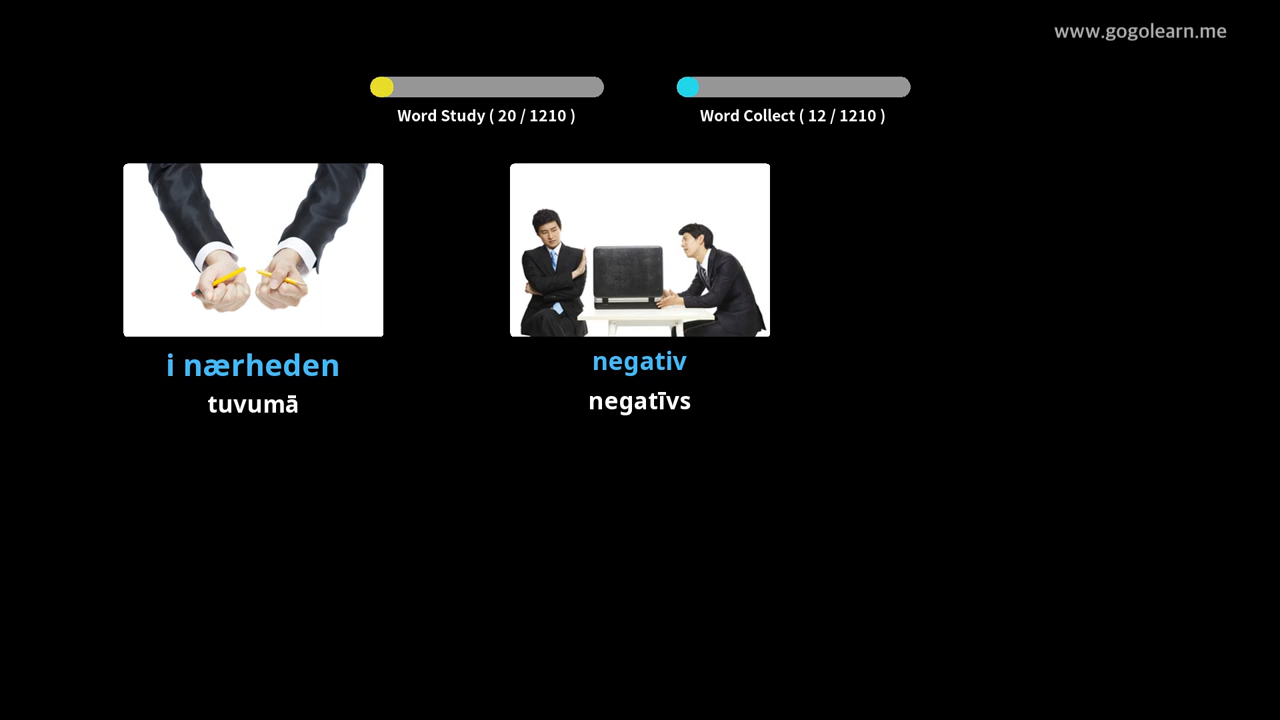 www.gogolearn.me
Word Study ( 20 / 1210 )
Word Collect ( 12 / 1210 )
i nærheden
tuvumā
negativ
negatīvs